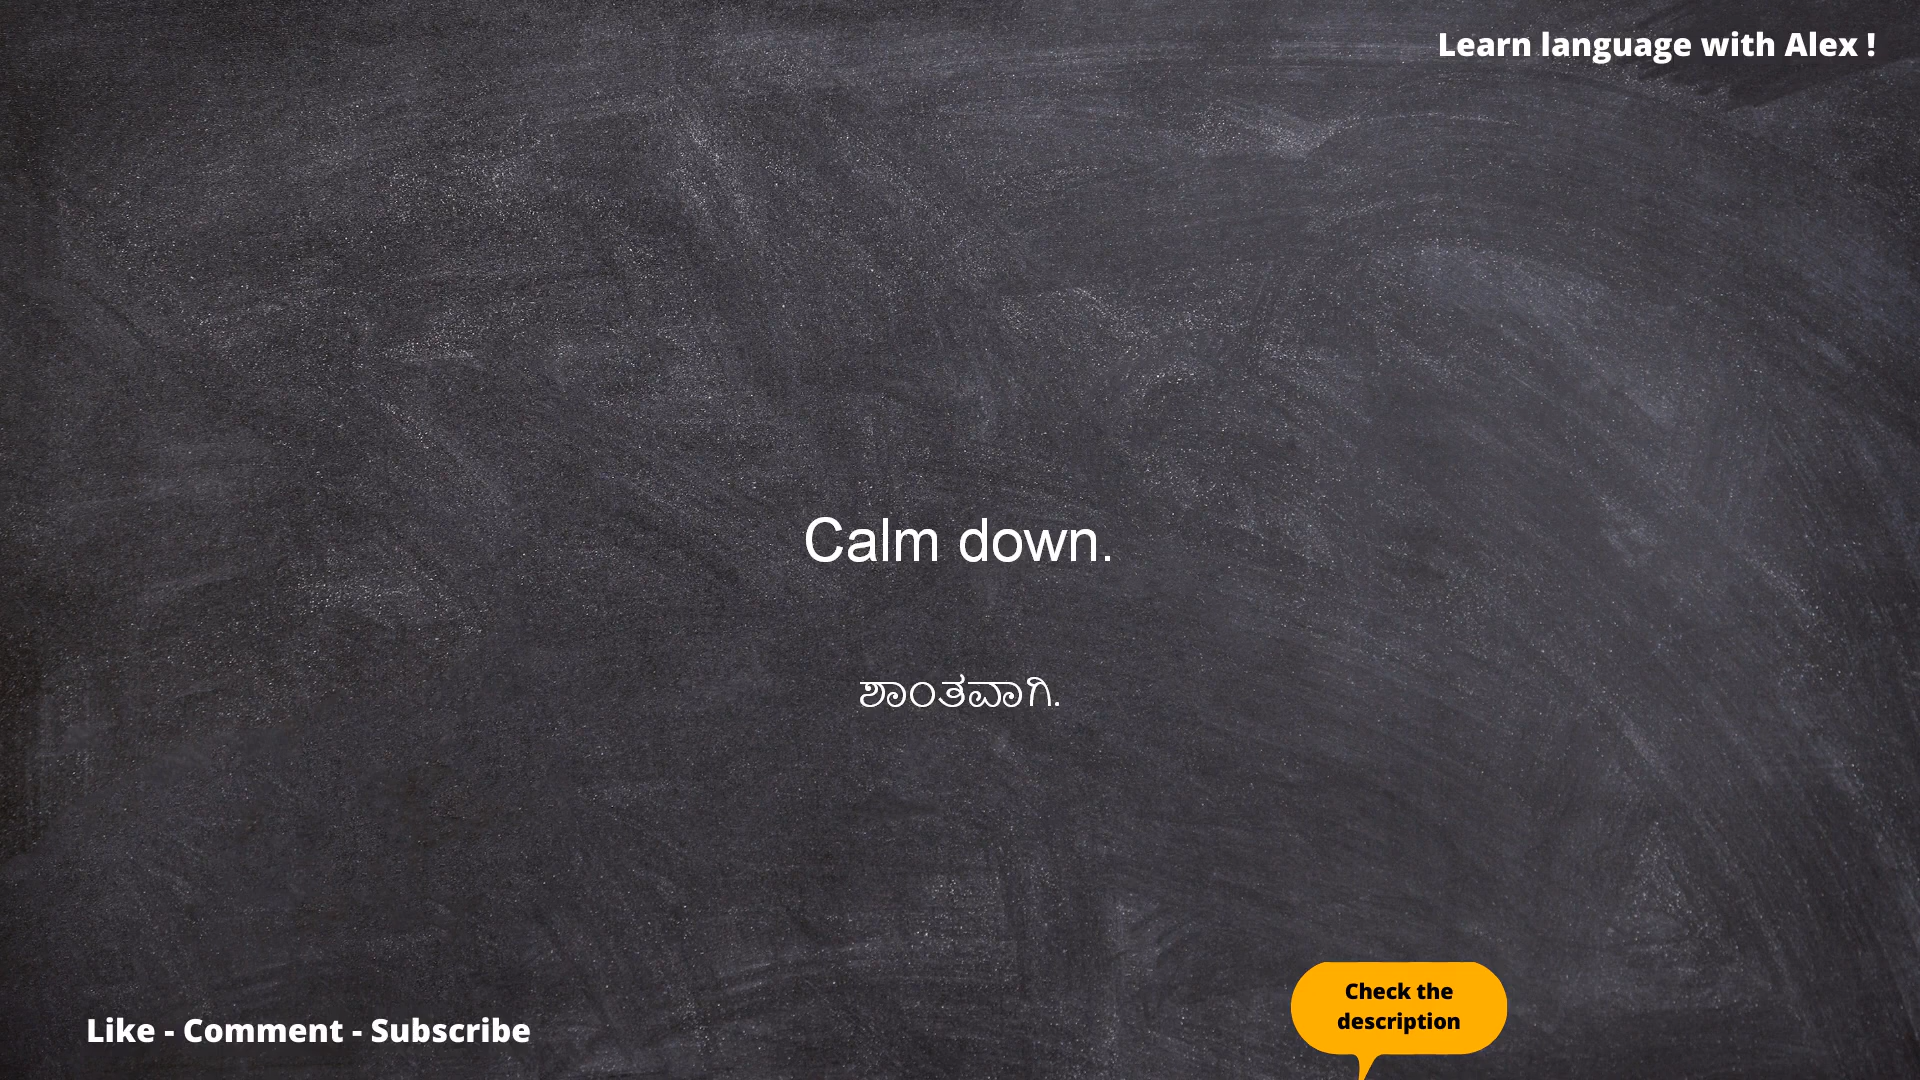 Learn language with Alex !
Calm down.
ಶಾಂತವಾಗಿ.
Check the
description
Like - Comment - Subscribe